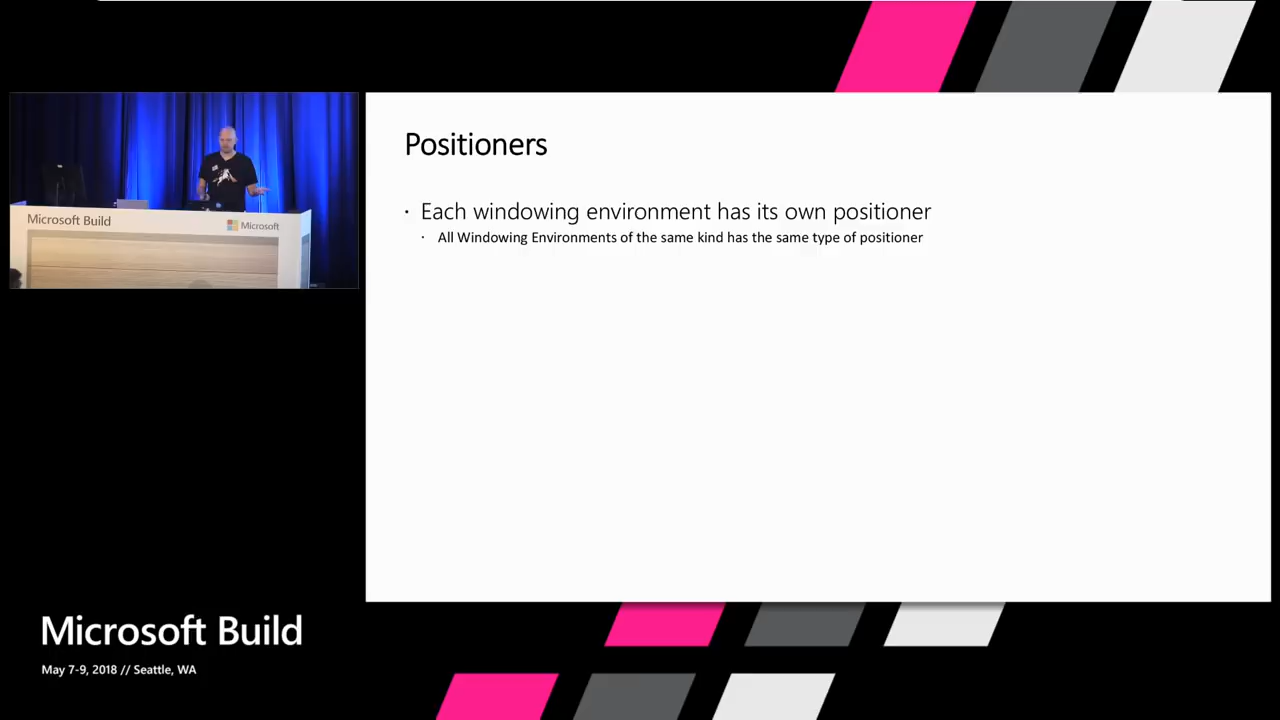 Positioners
· Each windowing environment has its own positioner
· All Windowing Environments of the same kind has the same type of positioner
Microsoft Build
Microsoft
Microsoft Build
May 7-9, 2018 // Seattle, WA